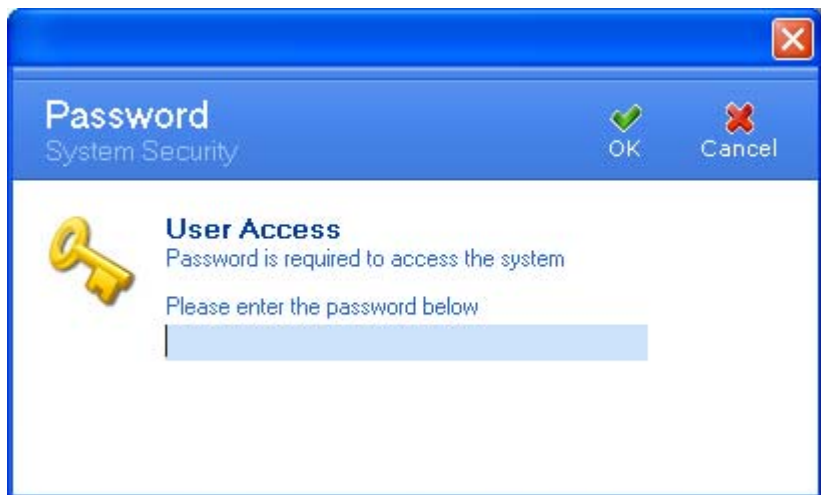 Password
System Security
OK
Cancel
User Access
Password is required to access the system
Please enter the password below